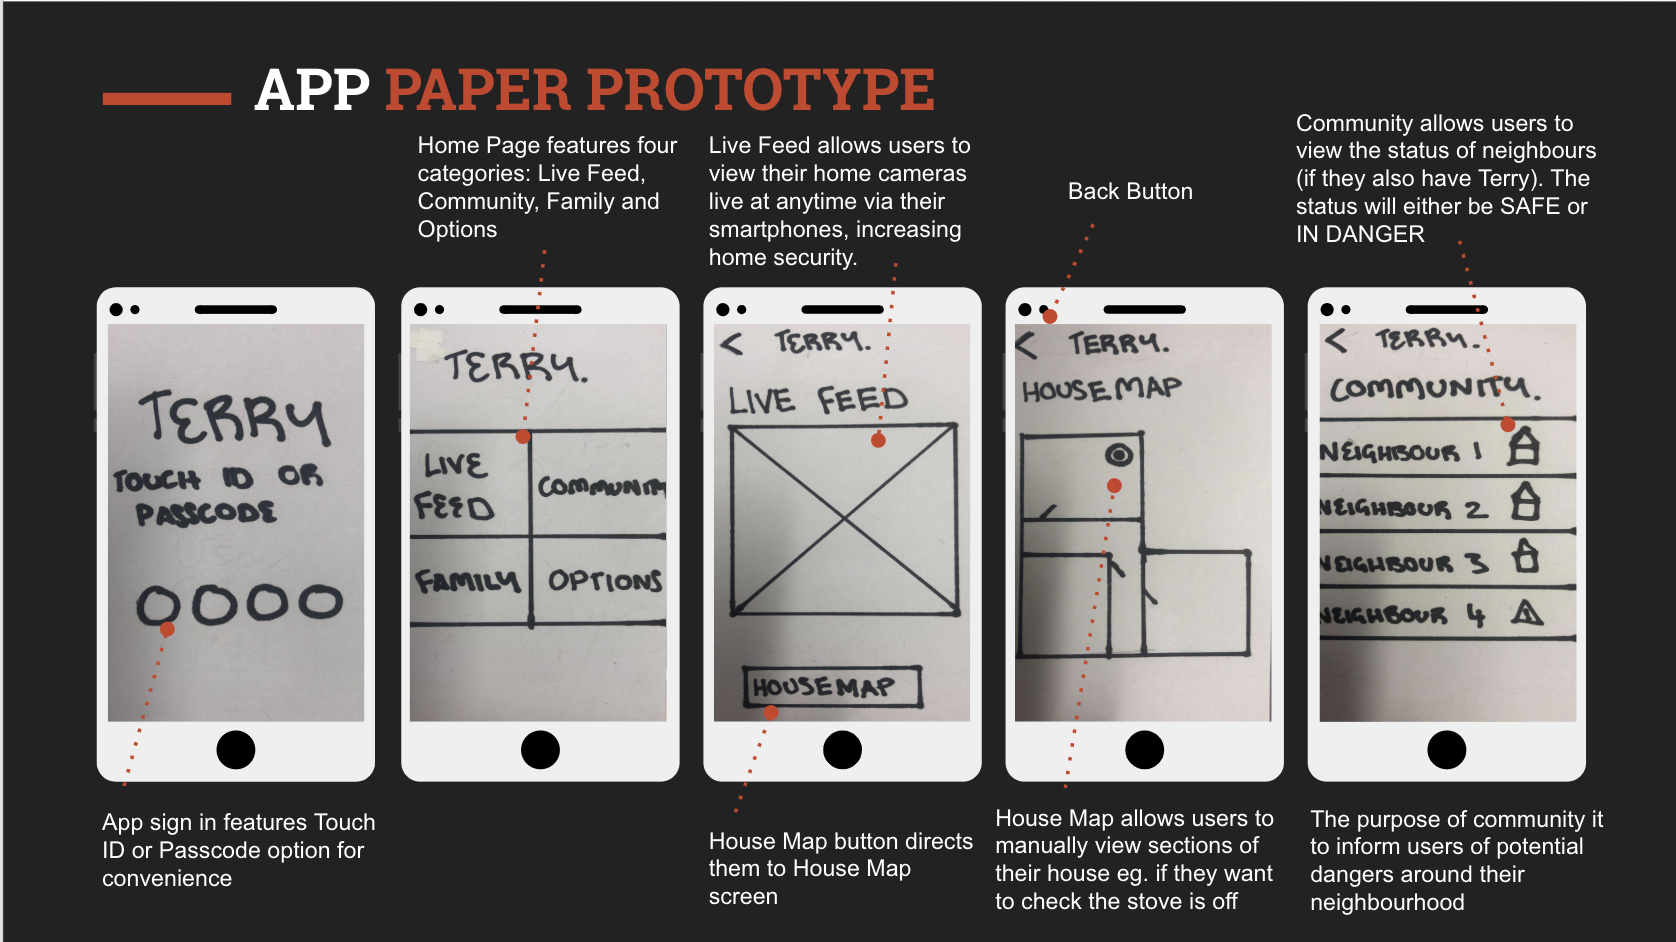 APP PAPER PROTOTYPE
Home Page features four
categories: Live Feed,
Community, Family and
Options
Live Feed allows users to
view their home cameras
live at anytime via their
smartphones, increasing
home security.
Back Button
Community allows users to
view the status of neighbours
(if they also have Terry). The
status will either be SAFE or
IN DANGER
TERRY
TOUCH ID OR
PASSCODE
TERRY.
LIVE
FEED
COMMUNITY
FAMILY
OPTIONS
< TERRY.
LIVE FEED
HOUSE MAP
< TERRY.
HOUSE MAP
< TERRY.
COMMUNITY.
NEIGHBOUR 1
NEIGHBOUR 2
NEIGHBOUR 3
NEIGHBOUR 4
App sign in features Touch
ID or Passcode option for
convenience
House Map button directs
them to House Map
screen
House Map allows users to
manually view sections of
their house eg. if they want
to check the stove is off
The purpose of community it
to inform users of potential
dangers around their
neighbourhood